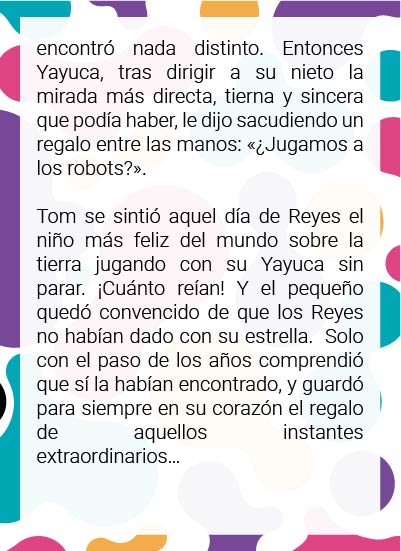 encontró nada distinto. Entonces
Yayuca, tras dirigir a su nieto la
mirada más directa, tierna y sincera
que podía haber, le dijo sacudiendo un
regalo entre las manos: «¿Jugamos a
los robots?».
Tom se sintió aquel día de Reyes el
niño más feliz del mundo sobre la
tierra jugando con su Yayuca sin
parar. ¡Cuánto reían! Y el pequeño
quedó convencido de que los Reyes
no habían dado con su estrella. Solo
con el paso de los años comprendió
que sí la habían encontrado, y guardó
para siempre en su corazón el regalo
de aquellos instantes
extraordinarios...